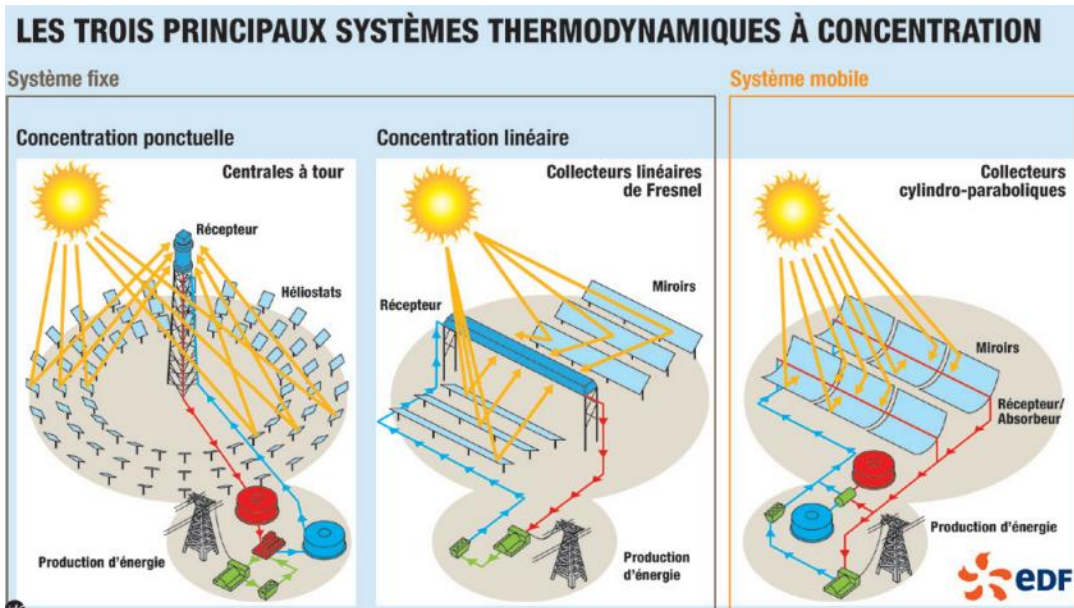 LES TROIS PRINCIPAUX SYSTÈMES THERMODYNAMIQUES À CONCENTRATION
Système fixe
Système mobile
Concentration ponctuelle
Concentration linéaire
Centrales à tour
Récepteur
Héliostats
Production d'énergie
Collecteurs linéaires
de Fresnel
Miroirs
Récepteur
Production
d'énergie
Collecteurs
cylindro-paraboliques
Miroirs
Récepteur/
Absorbeur
Production d'énergie
eDF